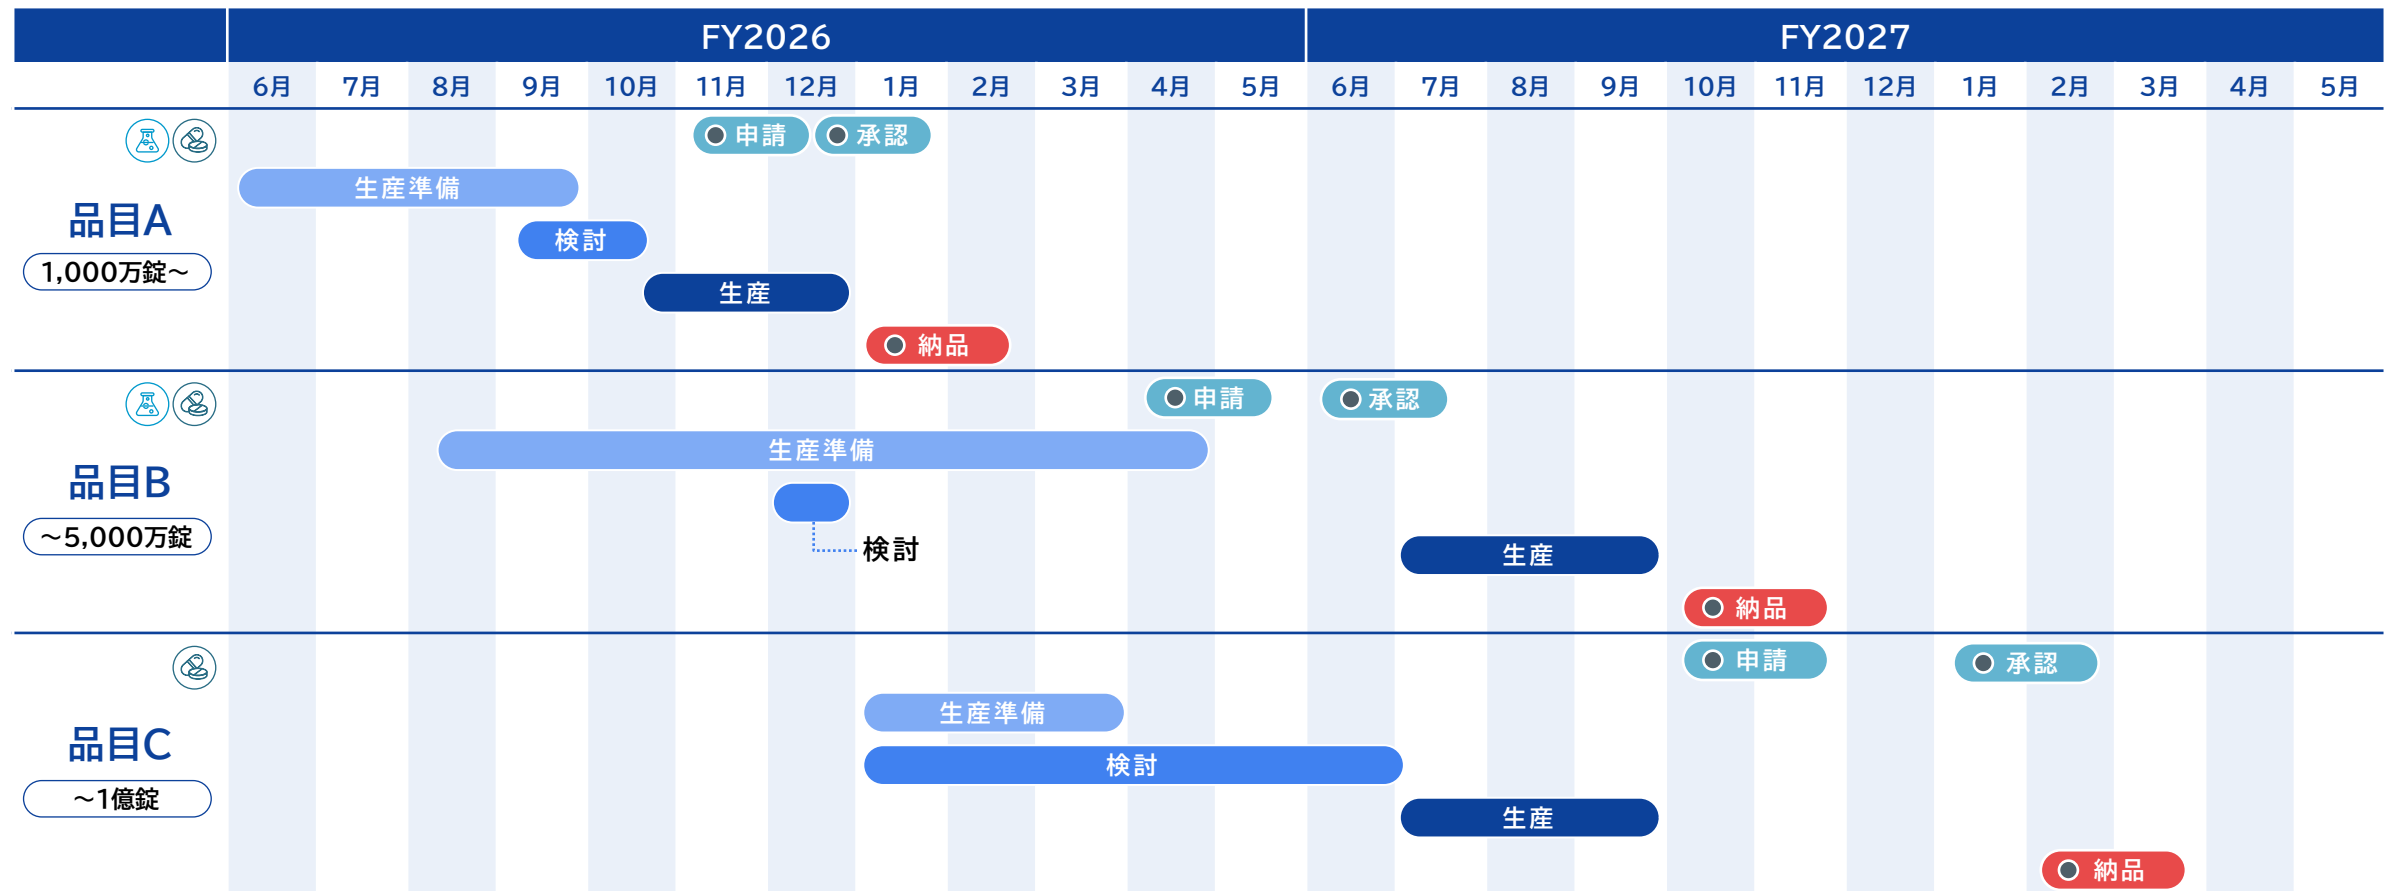 FY2026 FY2027
6月 7月 8月 9月 10月 11月 12月 1月 2月 3月 4月 5月 6月 7月 8月 9月 10月 11月 12月 1月 2月 3月 4月 5月
申請 承認
生産準備
品目A
検討
1,000万錠～
生産
納品
申請 承認
生産準備
品目B
～5,000万錠
検討
生産
納品
申請 承認
生産準備
品目C
検討
～1億錠
生産
納品